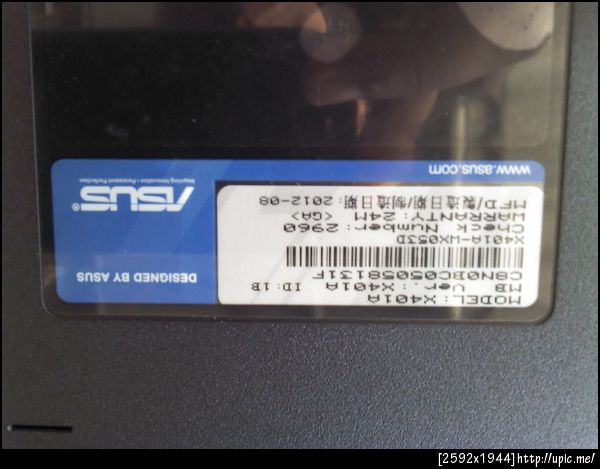 MODEL:X401A
MB Ver.:X401A ID:1B
C8N0BC05058131F
X401A-WX053D
Check Number: 2960
WARRANTY: 24M <GA>
MFD/製造日期/制造日期: 2012-08
DESIGNED BY ASUS
ASUS®
Inspiring Innovation • Persistent Perfection
www.asus.com
[2592x1944]http://upic.me/